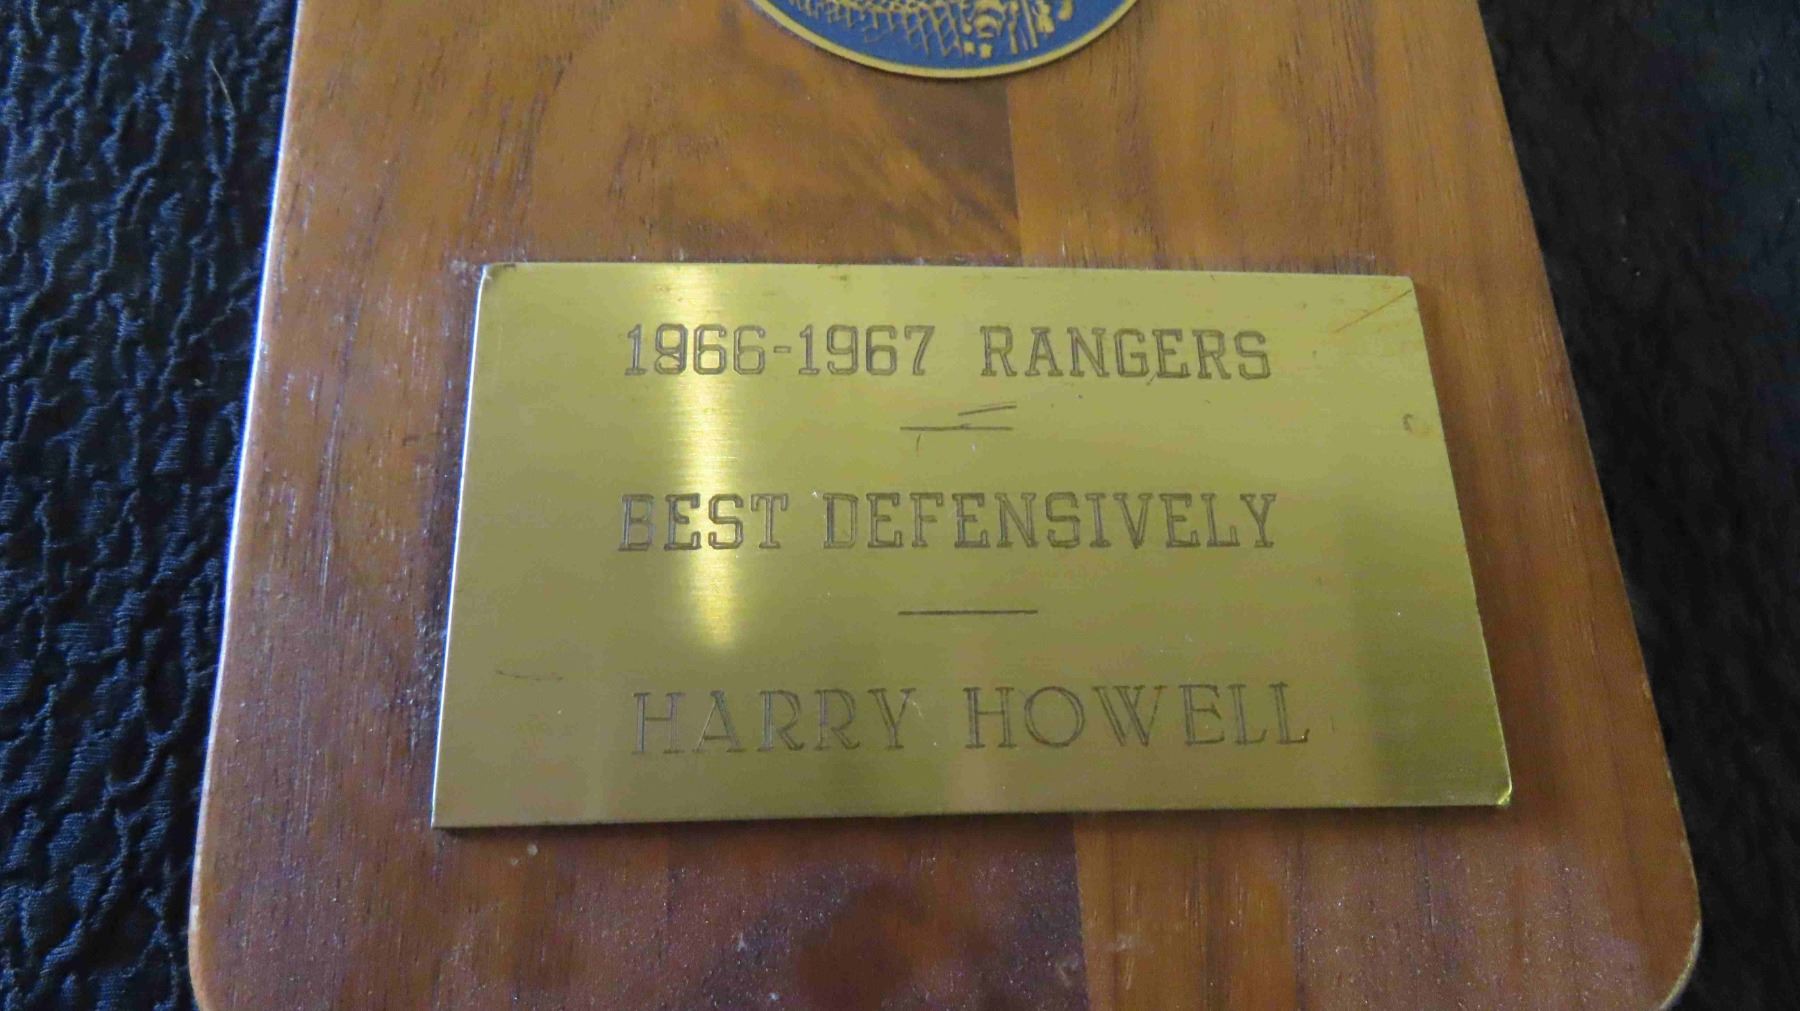 1966-1967 RANGERS
BEST DEFENSIVELY
HARRY HOWELL